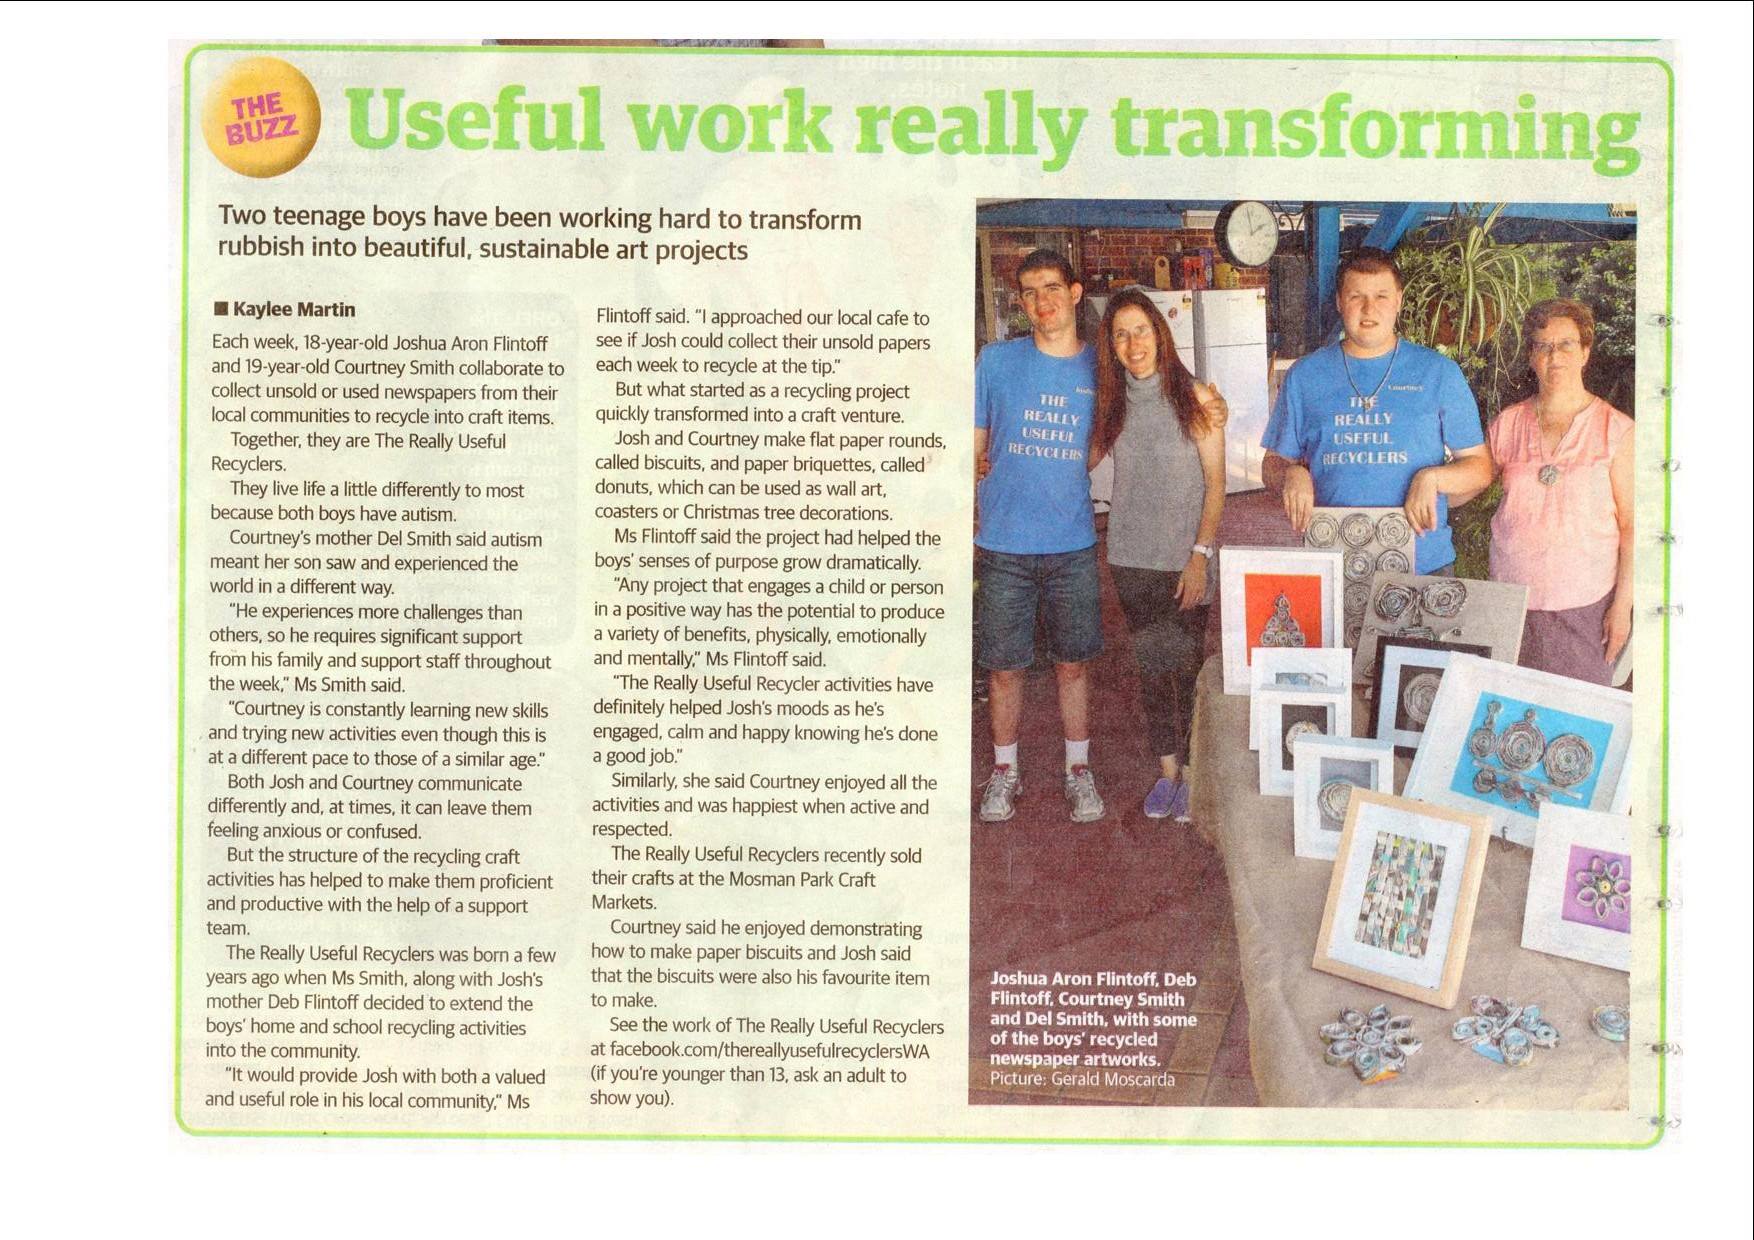 THE
BUZZ
Useful work really transforming
Two teenage boys have been working hard to transform
rubbish into beautiful, sustainable art projects
■ Kaylee Martin
Each week, 18-year-old Joshua Aron Flintoff
and 19-year-old Courtney Smith collaborate to
collect unsold or used newspapers from their
local communities to recycle into craft items.
Together, they are The Really Useful
Recyclers.
They live life a little differently to most
because both boys have autism.
Courtney's mother Del Smith said autism
meant her son saw and experienced the
world in a different way.
"He experiences more challenges than
others, so he requires significant support
from his family and support staff throughout
the week," Ms Smith said.
"Courtney is constantly learning new skills
and trying new activities even though this is
at a different pace to those of a similar age."
Both Josh and Courtney communicate
differently and, at times, it can leave them
feeling anxious or confused.
But the structure of the recycling craft
activities has helped to make them proficient
and productive with the help of a support
team.
The Really Useful Recyclers was born a few
years ago when Ms Smith, along with Josh's
mother Deb Flintoff decided to extend the
boys' home and school recycling activities
into the community.
"It would provide Josh with both a valued
and useful role in his local community," Ms
Flintoff said. "I approached our local cafe to
see if Josh could collect their unsold papers
each week to recycle at the tip."
But what started as a recycling project
quickly transformed into a craft venture.
Josh and Courtney make flat paper rounds,
called biscuits, and paper briquettes, called
donuts, which can be used as wall art,
coasters or Christmas tree decorations.
Ms Flintoff said the project had helped the
boys' senses of purpose grow dramatically.
"Any project that engages a child or person
in a positive way has the potential to produce
a variety of benefits, physically, emotionally
and mentally," Ms Flintoff said.
"The Really Useful Recycler activities have
definitely helped Josh's moods as he's
engaged, calm and happy knowing he's done
a good job."
Similarly, she said Courtney enjoyed all the
activities and was happiest when active and
respected.
The Really Useful Recyclers recently sold
their crafts at the Mosman Park Craft
Markets.
Courtney said he enjoyed demonstrating
how to make paper biscuits and Josh said
that the biscuits were also his favourite item
to make.
See the work of The Really Useful Recyclers
at facebook.com/thereallyusefulrecyclersWA
(if you're younger than 13, ask an adult to
show you).
THE
REALLY
USEFUL
RECYCLERS
Courtney
THE
REALLY
USEFUL
RECYCLERS
Joshua Aron Flintoff, Deb
Flintoff, Courtney Smith
and Del Smith, with some
of the boys' recycled
newspaper artworks.
Picture: Gerald Moscarda